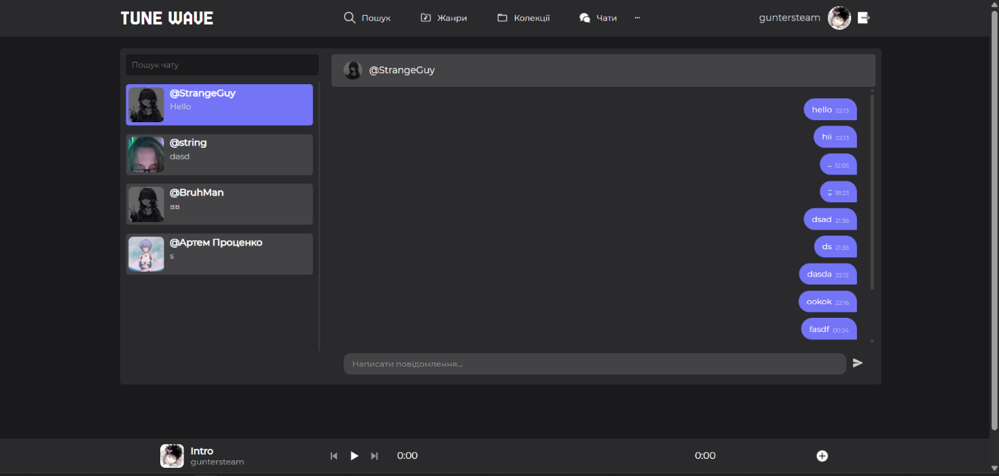 TUNE WAVE
Пошук
Жанри
Колекції
Чати
...
guntersteam
Пошук чату
@StrangeGuy
Hello
@string
dasd
@BruhMan
вв
@Артем Проценко
s
@StrangeGuy
hello 22:13
hii 22:13
.. 12:05
;; 18:23
dsad 21:36
ds 21:36
dasda 22:12
ookok 22:16
fasdf 00:24
Написати повідомлення...
Intro
guntersteam
0:00
0:00